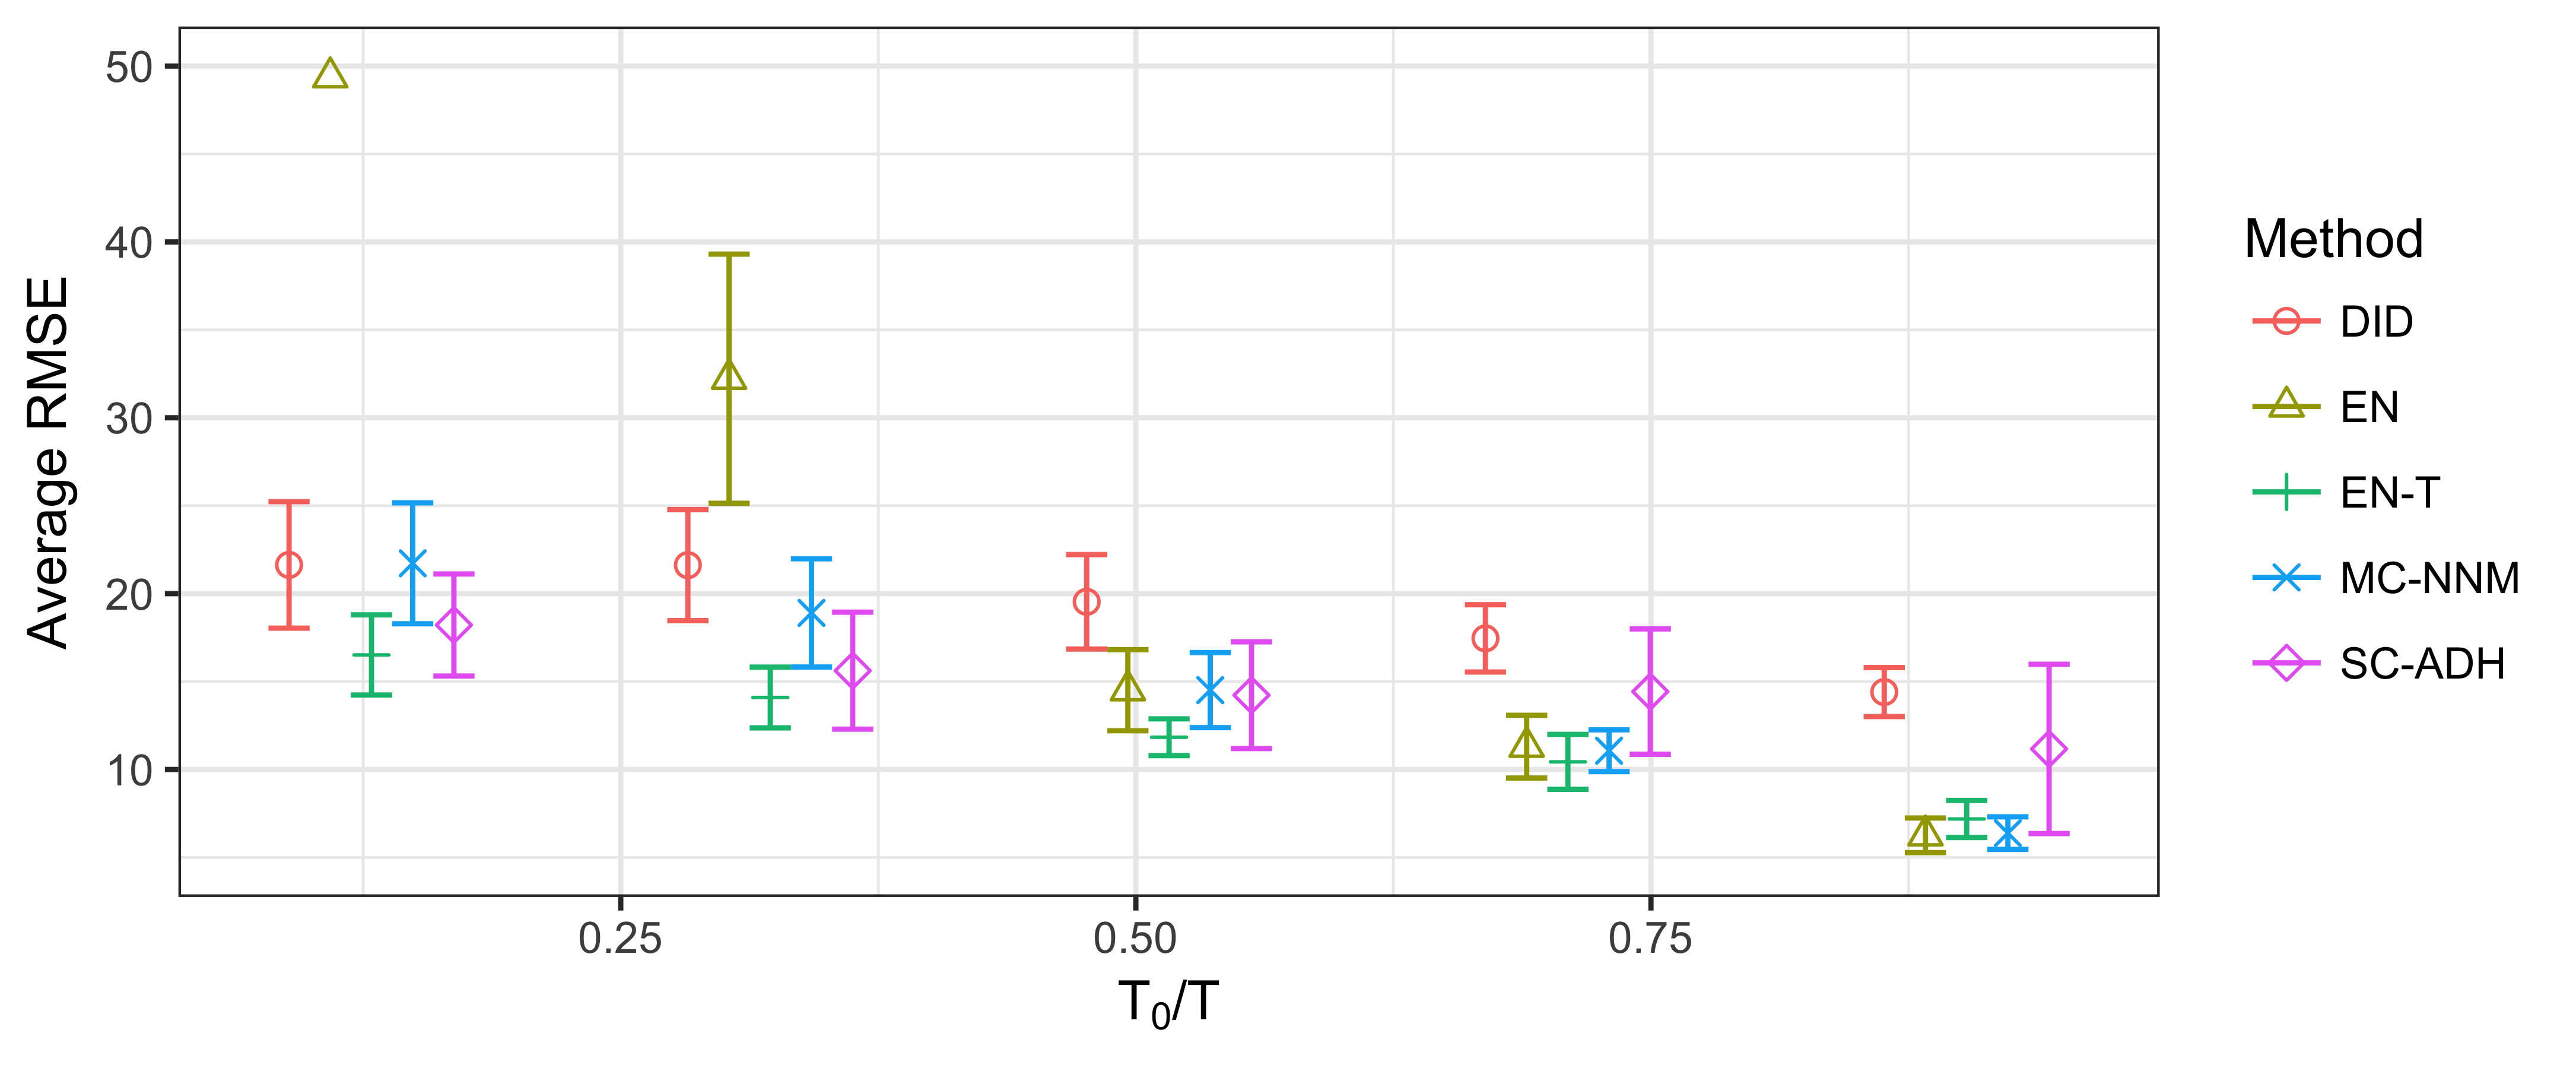 50
40
30
20
10
Average RMSE
0.25 0.50 0.75
T₀/T
Method
DID
EN
EN-T
MC-NNM
SC-ADH